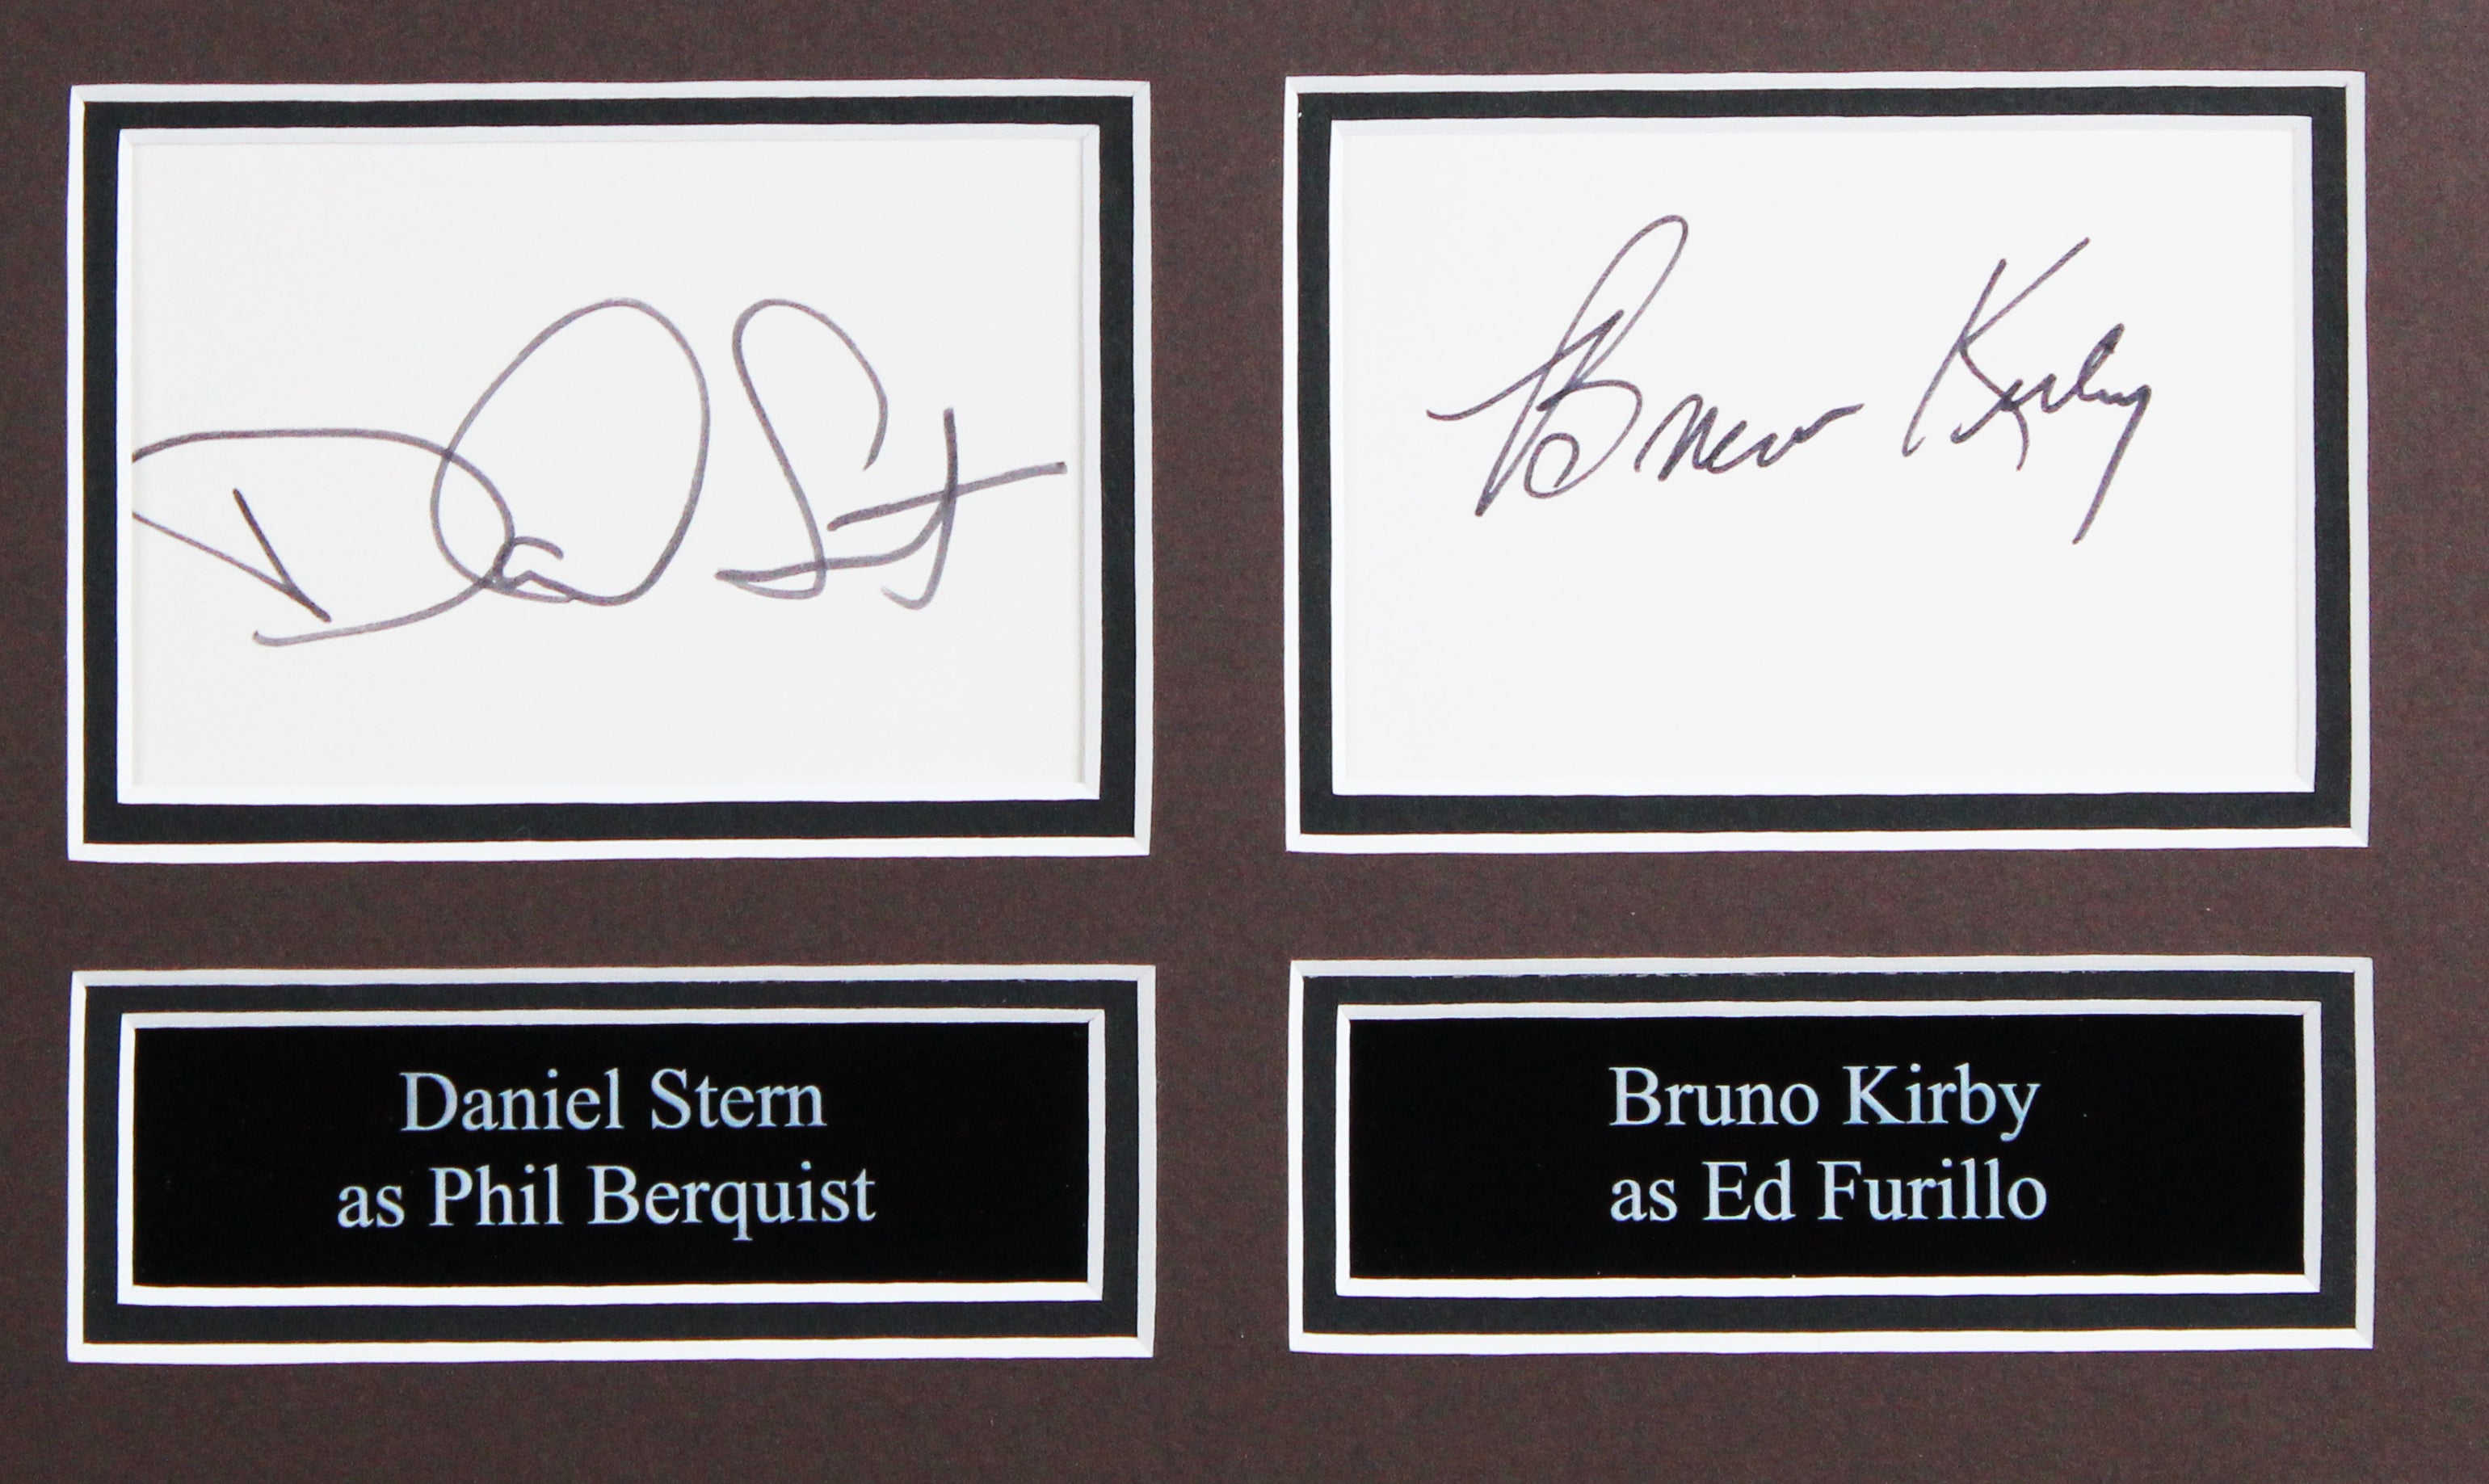 Bruno Kirby
Daniel Stern
as Phil Berquist
Bruno Kirby
as Ed Furillo